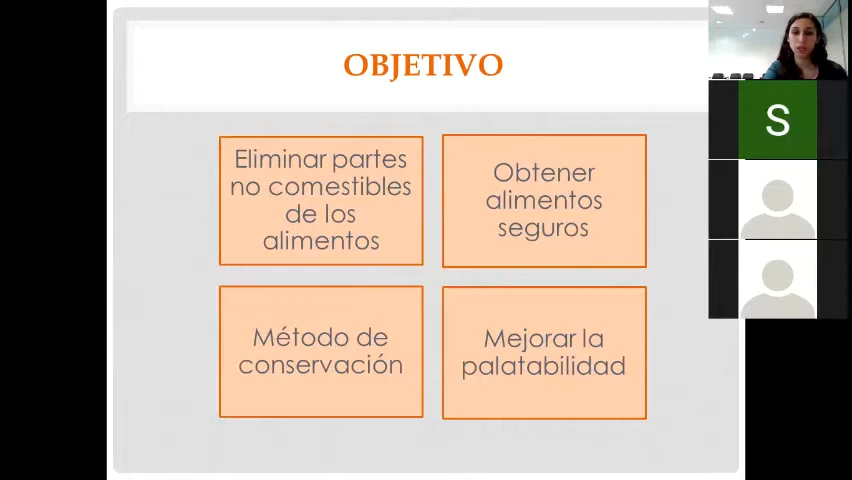 OBJETIVO
Eliminar partes
no comestibles
de los
alimentos
Obtener
alimentos
seguros
Método de
conservación
Mejorar la
palatabilidad
S